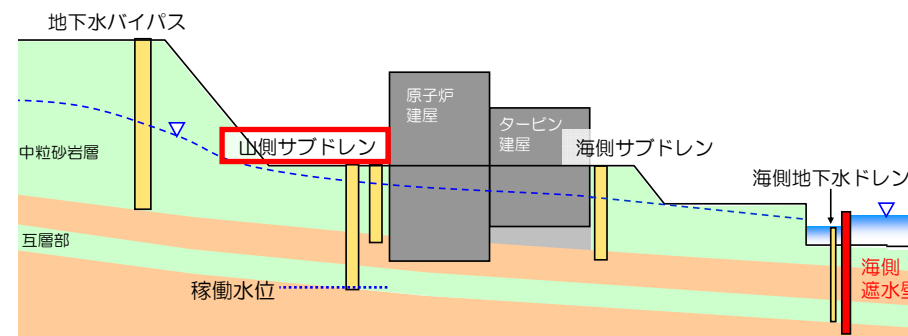 地下水バイパス
原子炉
建屋
タービン
建屋
山側サブドレン
海側サブドレン
中粒砂岩層
海側地下水ドレン
互層部
稼働水位
海側
遮水壁